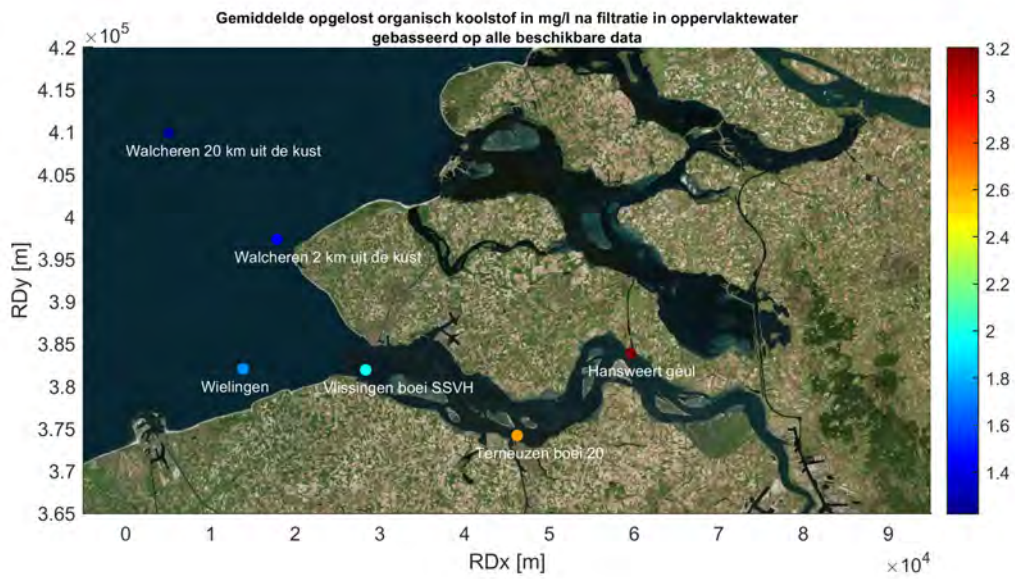 Gemiddelde opgelost organisch koolstof in mg/l na filtratie in oppervlaktewater
gebasseerd op alle beschikbare data
×10⁵
4.2
4.15
4.1
4.05
4
3.95
3.9
3.85
3.8
3.75
3.7
3.65
RDy [m]
Walcheren 20 km uit de kust
Walcheren 2 km uit de kust
Wielingen
Vlissingen boei SSVH
Hansweert geul
Terneuzen boei 20
0 1 2 3 4 5 6 7 8 9
RDx [m]
×10⁴
3.2
3
2.8
2.6
2.4
2.2
2
1.8
1.6
1.4